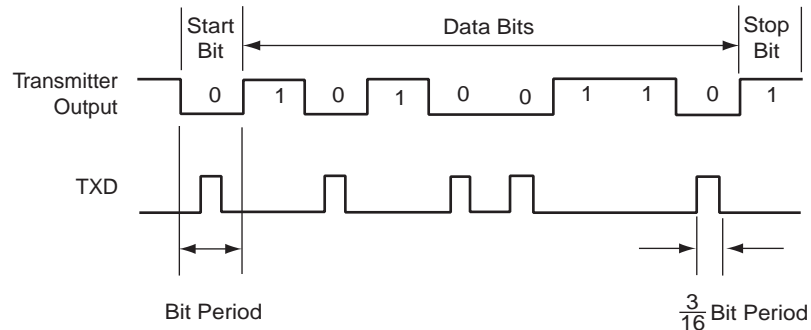 Start Bit
Data Bits
Stop Bit
Transmitter Output
0 1 0 1 0 0 1 1 0 1
TXD
Bit Period
3/16 Bit Period